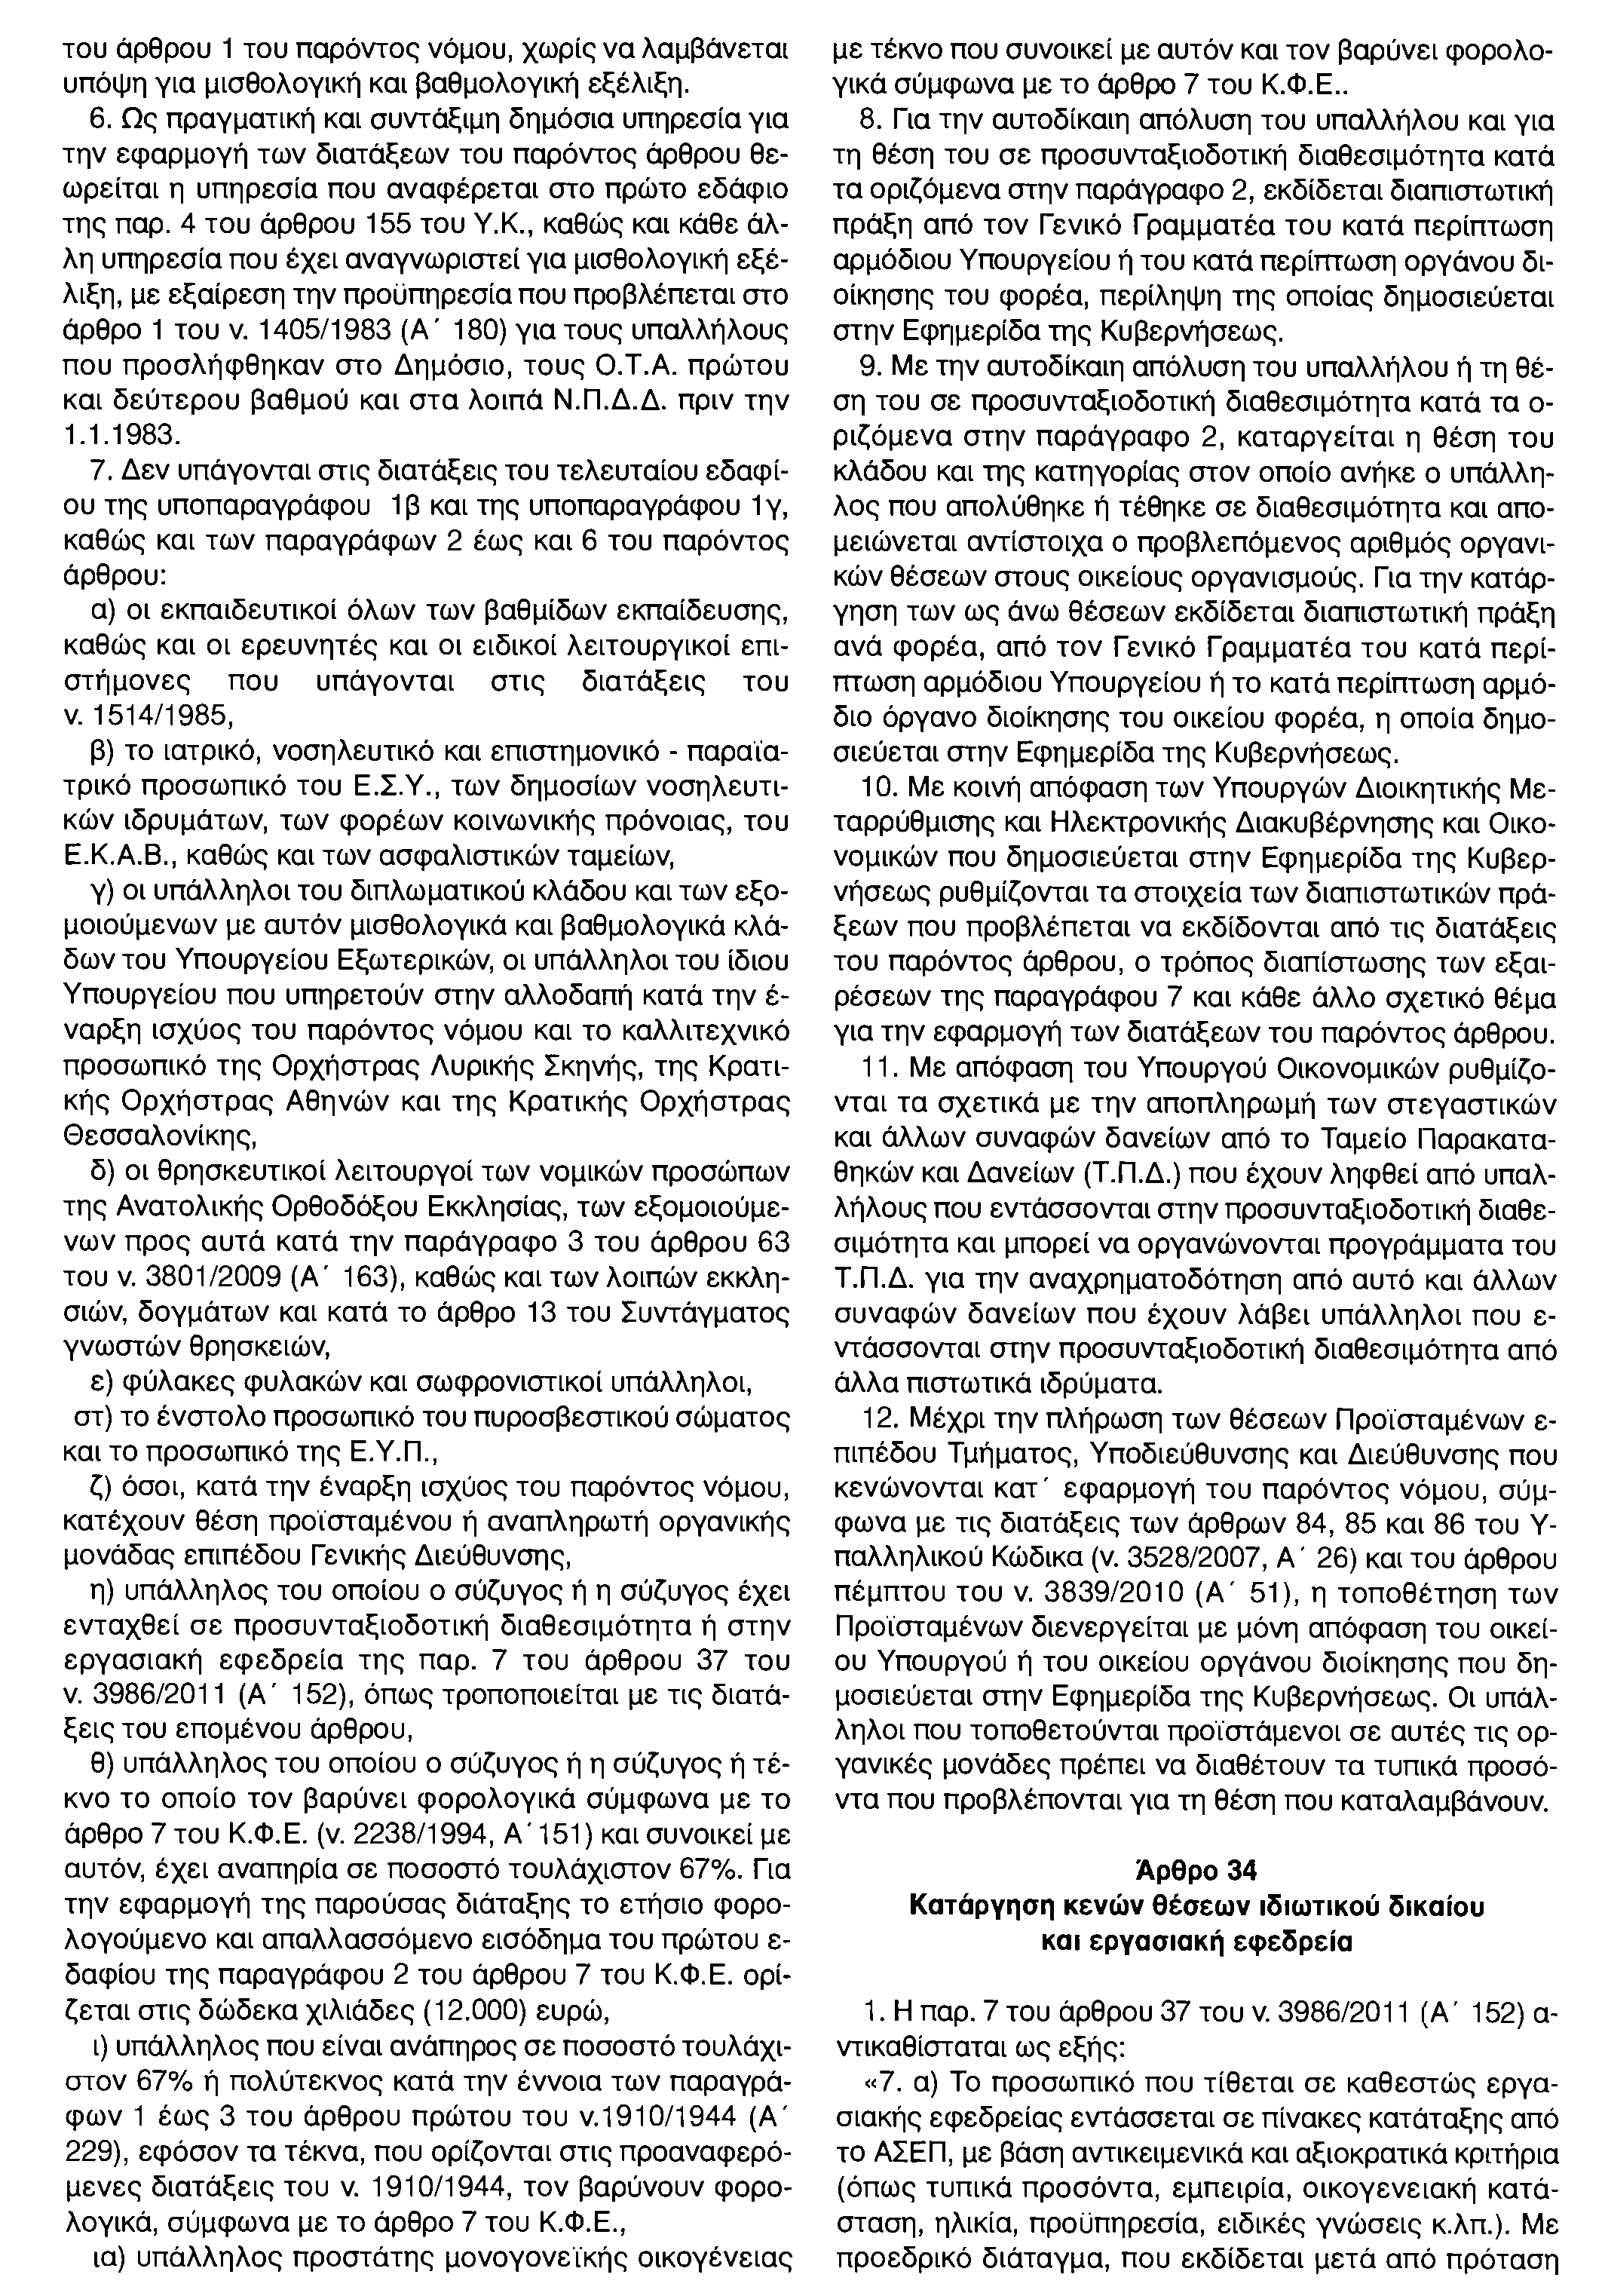 του άρθρου 1 του παρόντος νόμου, χωρίς να λαμβάνεται
υπόψη για μισθολογική και βαθμολογική εξέλιξη.
6. Ως πραγματική και συντάξιμη δημόσια υπηρεσία για
την εφαρμογή των διατάξεων του παρόντος άρθρου θε-
ωρείται η υπηρεσία που αναφέρεται στο πρώτο εδάφιο
της παρ. 4 του άρθρου 155 του Υ.Κ., καθώς και κάθε άλ-
λη υπηρεσία που έχει αναγνωριστεί για μισθολογική εξέ-
λιξη, με εξαίρεση την προϋπηρεσία που προβλέπεται στο
άρθρο 1 του ν. 1405/1983 (Α΄ 180) για τους υπαλλήλους
που προσλήφθηκαν στο Δημόσιο, τους Ο.Τ.Α. πρώτου
και δεύτερου βαθμού και στα λοιπά Ν.Π.Δ.Δ. πριν την
1.1.1983.
7. Δεν υπάγονται στις διατάξεις του τελευταίου εδαφί-
ου της υποπαραγράφου 1β και της υποπαραγράφου 1γ,
καθώς και των παραγράφων 2 έως και 6 του παρόντος
άρθρου:
α) οι εκπαιδευτικοί όλων των βαθμίδων εκπαίδευσης,
καθώς και οι ερευνητές και οι ειδικοί λειτουργικοί επι-
στήμονες που υπάγονται στις διατάξεις του
ν. 1514/1985,
β) το ιατρικό, νοσηλευτικό και επιστημονικό - παραϊα-
τρικό προσωπικό του Ε.Σ.Υ., των δημοσίων νοσηλευτι-
κών ιδρυμάτων, των φορέων κοινωνικής πρόνοιας, του
Ε.Κ.Α.Β., καθώς και των ασφαλιστικών ταμείων,
γ) οι υπάλληλοι του διπλωματικού κλάδου και των εξο-
μοιούμενων με αυτόν μισθολογικά και βαθμολογικά κλά-
δων του Υπουργείου Εξωτερικών, οι υπάλληλοι του ίδιου
Υπουργείου που υπηρετούν στην αλλοδαπή κατά την έ-
ναρξη ισχύος του παρόντος νόμου και το καλλιτεχνικό
προσωπικό της Ορχήστρας Λυρικής Σκηνής, της Κρατι-
κής Ορχήστρας Αθηνών και της Κρατικής Ορχήστρας
Θεσσαλονίκης,
δ) οι θρησκευτικοί λειτουργοί των νομικών προσώπων
της Ανατολικής Ορθοδόξου Εκκλησίας, των εξομοιούμε-
νων προς αυτά κατά την παράγραφο 3 του άρθρου 63
του ν. 3801/2009 (Α΄ 163), καθώς και των λοιπών εκκλη-
σιών, δογμάτων και κατά το άρθρο 13 του Συντάγματος
γνωστών θρησκειών,
ε) φύλακες φυλακών και σωφρονιστικοί υπάλληλοι,
στ) το ένστολο προσωπικό του πυροσβεστικού σώματος
και το προσωπικό της Ε.Υ.Π.,
ζ) όσοι, κατά την έναρξη ισχύος του παρόντος νόμου,
κατέχουν θέση προϊσταμένου ή αναπληρωτή οργανικής
μονάδας επιπέδου Γενικής Διεύθυνσης,
η) υπάλληλος του οποίου ο σύζυγος ή η σύζυγος έχει
ενταχθεί σε προσυνταξιοδοτική διαθεσιμότητα ή στην
εργασιακή εφεδρεία της παρ. 7 του άρθρου 37 του
ν. 3986/2011 (Α΄ 152), όπως τροποποιείται με τις διατά-
ξεις του επομένου άρθρου,
θ) υπάλληλος του οποίου ο σύζυγος ή η σύζυγος ή τέ-
κνο το οποίο τον βαρύνει φορολογικά σύμφωνα με το
άρθρο 7 του Κ.Φ.Ε. (ν. 2238/1994, Α΄151) και συνοικεί με
αυτόν, έχει αναπηρία σε ποσοστό τουλάχιστον 67%. Για
την εφαρμογή της παρούσας διάταξης το ετήσιο φορο-
λογούμενο και απαλλασσόμενο εισόδημα του πρώτου ε-
δαφίου της παραγράφου 2 του άρθρου 7 του Κ.Φ.Ε. ορί-
ζεται στις δώδεκα χιλιάδες (12.000) ευρώ,
ι) υπάλληλος που είναι ανάπηρος σε ποσοστό τουλάχι-
στον 67% ή πολύτεκνος κατά την έννοια των παραγρά-
φων 1 έως 3 του άρθρου πρώτου του ν.1910/1944 (Α΄
229), εφόσον τα τέκνα, που ορίζονται στις προαναφερό-
μενες διατάξεις του ν. 1910/1944, τον βαρύνουν φορο-
λογικά, σύμφωνα με το άρθρο 7 του Κ.Φ.Ε.,
ια) υπάλληλος προστάτης μονογονεϊκής οικογένειας
με τέκνο που συνοικεί με αυτόν και τον βαρύνει φορολο-
γικά σύμφωνα με το άρθρο 7 του Κ.Φ.Ε..
8. Για την αυτοδίκαιη απόλυση του υπαλλήλου και για
τη θέση του σε προσυνταξιοδοτική διαθεσιμότητα κατά
τα οριζόμενα στην παράγραφο 2, εκδίδεται διαπιστωτική
πράξη από τον Γενικό Γραμματέα του κατά περίπτωση
αρμόδιου Υπουργείου ή του κατά περίπτωση οργάνου δι-
οίκησης του φορέα, περίληψη της οποίας δημοσιεύεται
στην Εφημερίδα της Κυβερνήσεως.
9. Με την αυτοδίκαιη απόλυση του υπαλλήλου ή τη θέ-
ση του σε προσυνταξιοδοτική διαθεσιμότητα κατά τα ο-
ριζόμενα στην παράγραφο 2, καταργείται η θέση του
κλάδου και της κατηγορίας στον οποίο ανήκε ο υπάλλη-
λος που απολύθηκε ή τέθηκε σε διαθεσιμότητα και απο-
μειώνεται αντίστοιχα ο προβλεπόμενος αριθμός οργανι-
κών θέσεων στους οικείους οργανισμούς. Για την κατάρ-
γηση των ως άνω θέσεων εκδίδεται διαπιστωτική πράξη
ανά φορέα, από τον Γενικό Γραμματέα του κατά περί-
πτωση αρμόδιου Υπουργείου ή το κατά περίπτωση αρμό-
διο όργανο διοίκησης του οικείου φορέα, η οποία δημο-
σιεύεται στην Εφημερίδα της Κυβερνήσεως.
10. Με κοινή απόφαση των Υπουργών Διοικητικής Με-
ταρρύθμισης και Ηλεκτρονικής Διακυβέρνησης και Οικο-
νομικών που δημοσιεύεται στην Εφημερίδα της Κυβερ-
νήσεως ρυθμίζονται τα στοιχεία των διαπιστωτικών πρά-
ξεων που προβλέπεται να εκδίδονται από τις διατάξεις
του παρόντος άρθρου, ο τρόπος διαπίστωσης των εξαι-
ρέσεων της παραγράφου 7 και κάθε άλλο σχετικό θέμα
για την εφαρμογή των διατάξεων του παρόντος άρθρου.
11. Με απόφαση του Υπουργού Οικονομικών ρυθμίζο-
νται τα σχετικά με την αποπληρωμή των στεγαστικών
και άλλων συναφών δανείων από το Ταμείο Παρακατα-
θηκών και Δανείων (Τ.Π.Δ.) που έχουν ληφθεί από υπαλ-
λήλους που εντάσσονται στην προσυνταξιοδοτική διαθε-
σιμότητα και μπορεί να οργανώνονται προγράμματα του
Τ.Π.Δ. για την αναχρηματοδότηση από αυτό και άλλων
συναφών δανείων που έχουν λάβει υπάλληλοι που ε-
ντάσσονται στην προσυνταξιοδοτική διαθεσιμότητα από
άλλα πιστωτικά ιδρύματα.
12. Μέχρι την πλήρωση των θέσεων Προϊσταμένων ε-
πιπέδου Τμήματος, Υποδιεύθυνσης και Διεύθυνσης που
κενώνονται κατ΄ εφαρμογή του παρόντος νόμου, σύμ-
φωνα με τις διατάξεις των άρθρων 84, 85 και 86 του Υ-
παλληλικού Κώδικα (ν. 3528/2007, Α΄ 26) και του άρθρου
πέμπτου του ν. 3839/2010 (Α΄ 51), η τοποθέτηση των
Προϊσταμένων διενεργείται με μόνη απόφαση του οικεί-
ου Υπουργού ή του οικείου οργάνου διοίκησης που δη-
μοσιεύεται στην Εφημερίδα της Κυβερνήσεως. Οι υπάλ-
ληλοι που τοποθετούνται προϊστάμενοι σε αυτές τις ορ-
γανικές μονάδες πρέπει να διαθέτουν τα τυπικά προσό-
ντα που προβλέπονται για τη θέση που καταλαμβάνουν.
Άρθρο 34
Κατάργηση κενών θέσεων ιδιωτικού δικαίου
και εργασιακή εφεδρεία
1. Η παρ. 7 του άρθρου 37 του ν. 3986/2011 (Α΄ 152) α-
ντικαθίσταται ως εξής:
«7. α) Το προσωπικό που τίθεται σε καθεστώς εργα-
σιακής εφεδρείας εντάσσεται σε πίνακες κατάταξης από
το ΑΣΕΠ, με βάση αντικειμενικά και αξιοκρατικά κριτήρια
(όπως τυπικά προσόντα, εμπειρία, οικογενειακή κατά-
σταση, ηλικία, προϋπηρεσία, ειδικές γνώσεις κ.λπ.). Με
προεδρικό διάταγμα, που εκδίδεται μετά από πρόταση